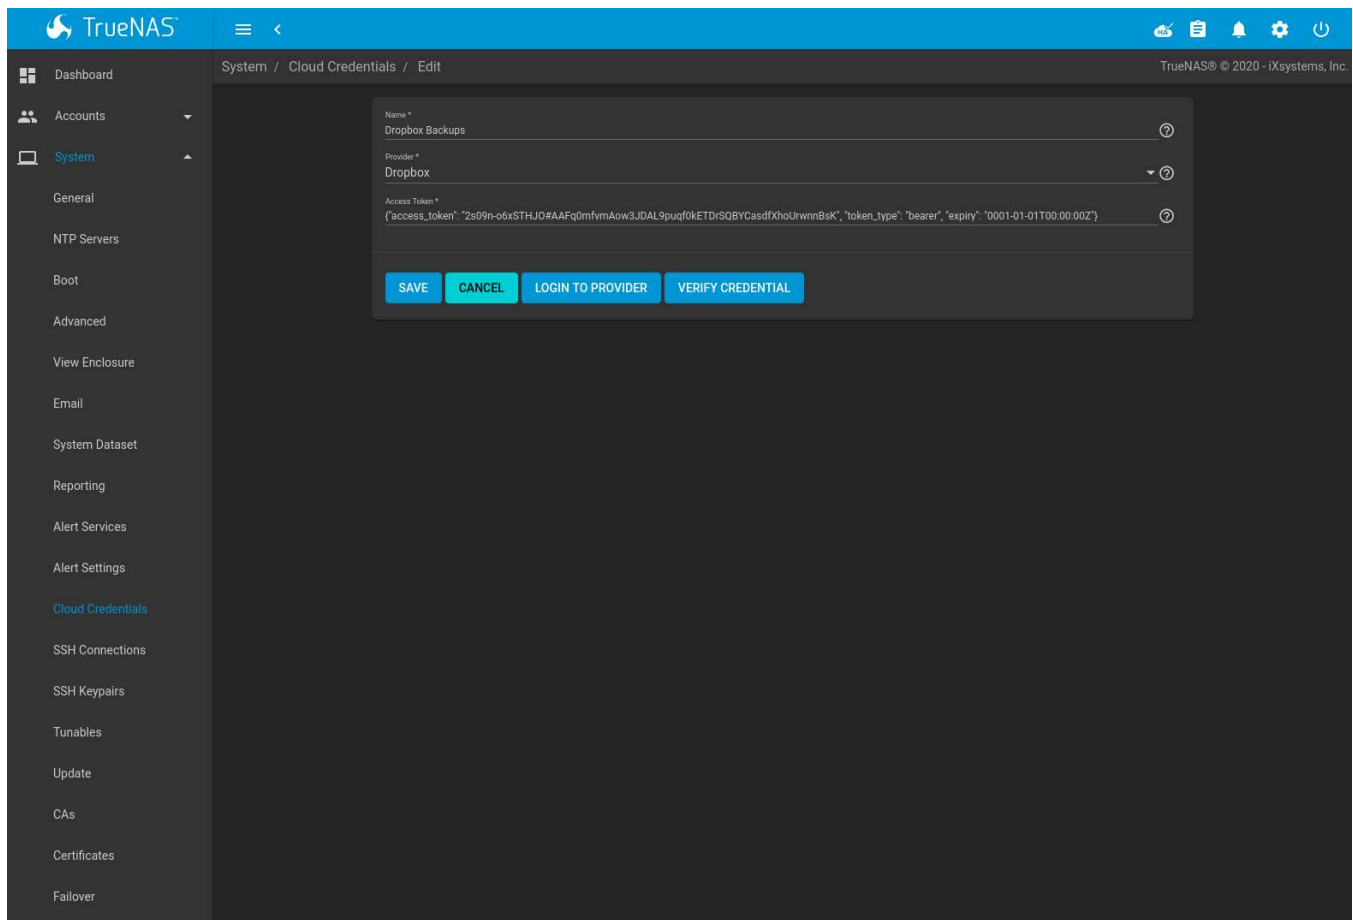 TrueNAS
HA
System / Cloud Credentials / Edit
TrueNAS® © 2020 - iXsystems, Inc.
Dashboard
Accounts
System
General
NTP Servers
Boot
Advanced
View Enclosure
Email
System Dataset
Reporting
Alert Services
Alert Settings
Cloud Credentials
SSH Connections
SSH Keypairs
Tunables
Update
CAs
Certificates
Failover
Name *
Dropbox Backups
Provider *
Dropbox
Access Token *
{"access_token": "2s09n-o6xSTHJO#AAFq0mfvmAow3JDAL9puqf0kETDrSQBYCasdfXhoUrwnnBsK", "token_type": "bearer", "expiry": "0001-01-01T00:00:00Z"}
SAVE CANCEL LOGIN TO PROVIDER VERIFY CREDENTIAL